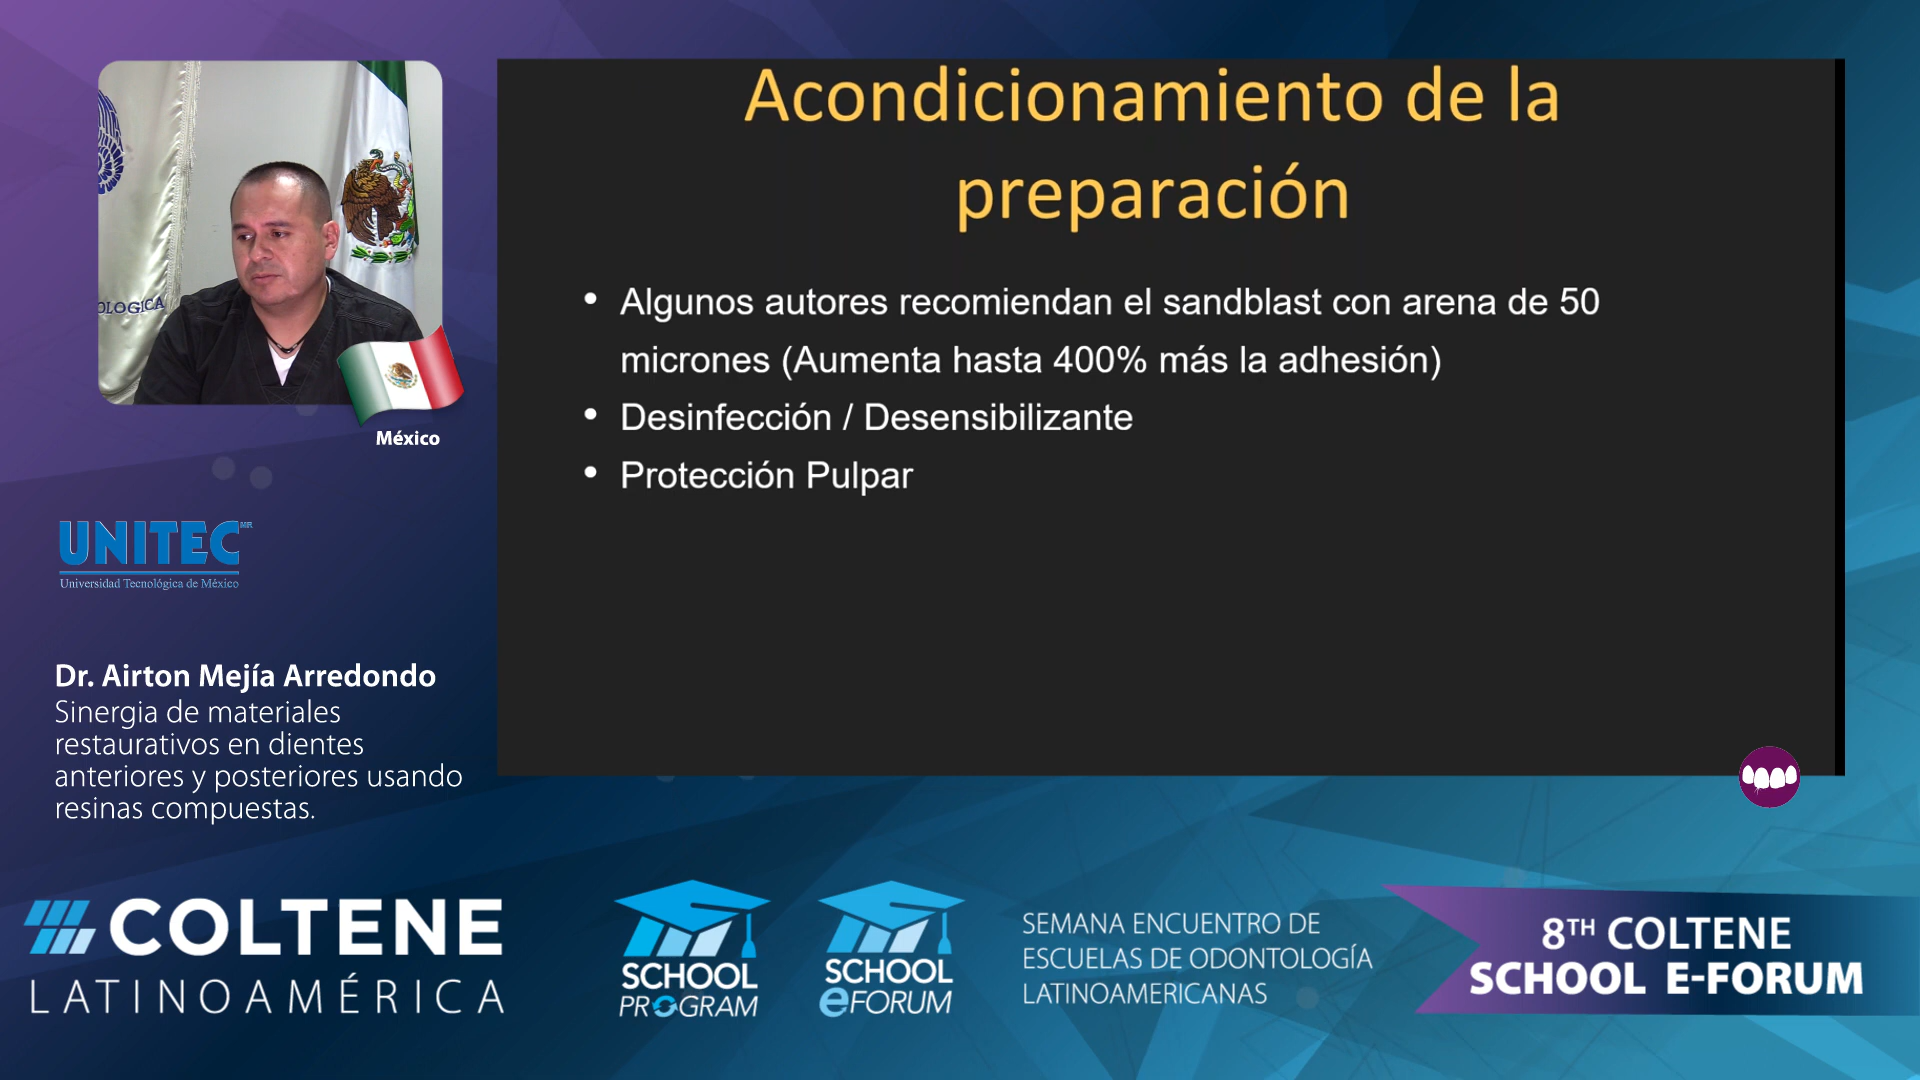 Acondicionamiento de la
preparación
• Algunos autores recomiendan el sandblast con arena de 50
micrones (Aumenta hasta 400% más la adhesión)
• Desinfección / Desensibilizante
• Protección Pulpar
OLOGICA
México
UNITEC MR
Universidad Tecnológica de México
Dr. Airton Mejía Arredondo
Sinergia de materiales
restaurativos en dientes
anteriores y posteriores usando
resinas compuestas.
COLTENE
LATINOAMÉRICA
SCHOOL
PROGRAM
SCHOOL
eFORUM
SEMANA ENCUENTRO DE
ESCUELAS DE ODONTOLOGÍA
LATINOAMERICANAS
8TH COLTENE
SCHOOL E-FORUM